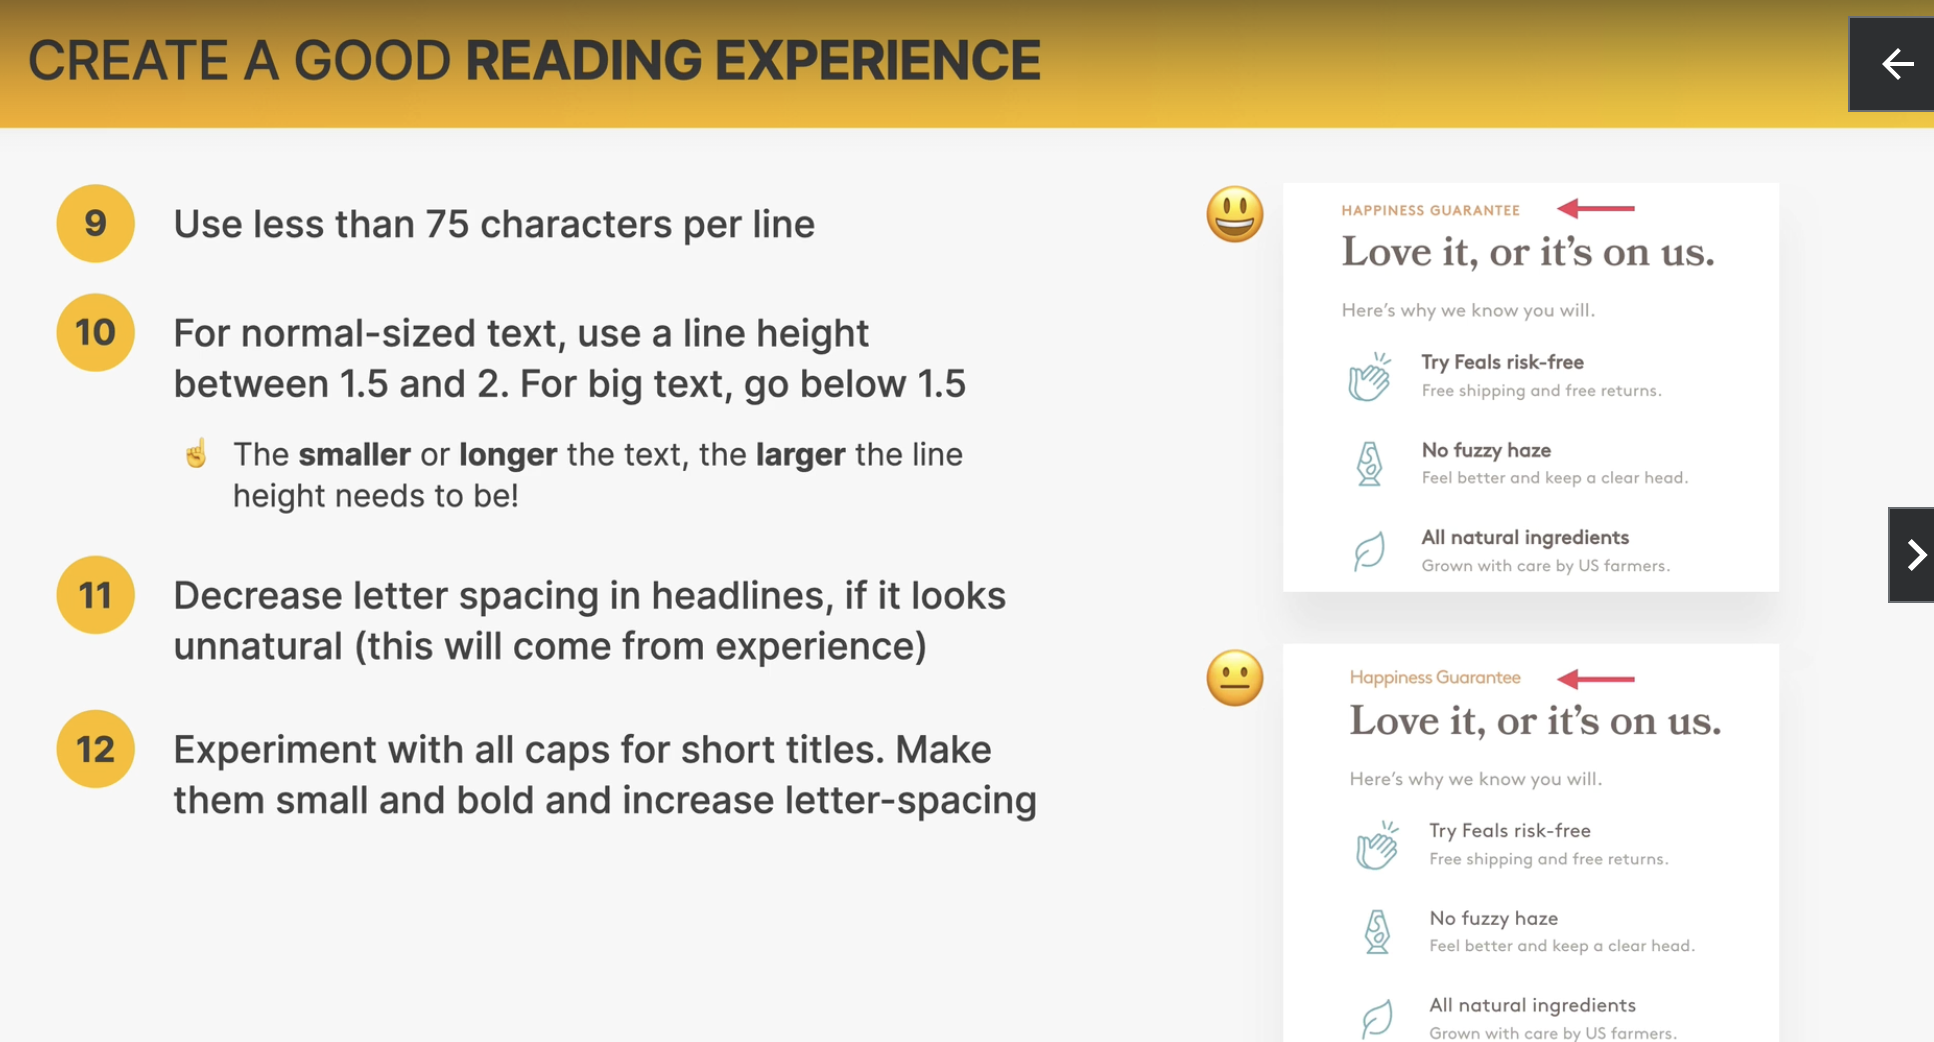 CREATE A GOOD READING EXPERIENCE
9
Use less than 75 characters per line
10
For normal-sized text, use a line height
between 1.5 and 2. For big text, go below 1.5
☝️ The smaller or longer the text, the larger the line
height needs to be!
11
Decrease letter spacing in headlines, if it looks
unnatural (this will come from experience)
12
Experiment with all caps for short titles. Make
them small and bold and increase letter-spacing
HAPPINESS GUARANTEE
Love it, or it’s on us.
Here’s why we know you will.
Try Feals risk-free
Free shipping and free returns.
No fuzzy haze
Feel better and keep a clear head.
All natural ingredients
Grown with care by US farmers.
Happiness Guarantee
Love it, or it’s on us.
Here’s why we know you will.
Try Feals risk-free
Free shipping and free returns.
No fuzzy haze
Feel better and keep a clear head.
All natural ingredients
Grown with care by US farmers.